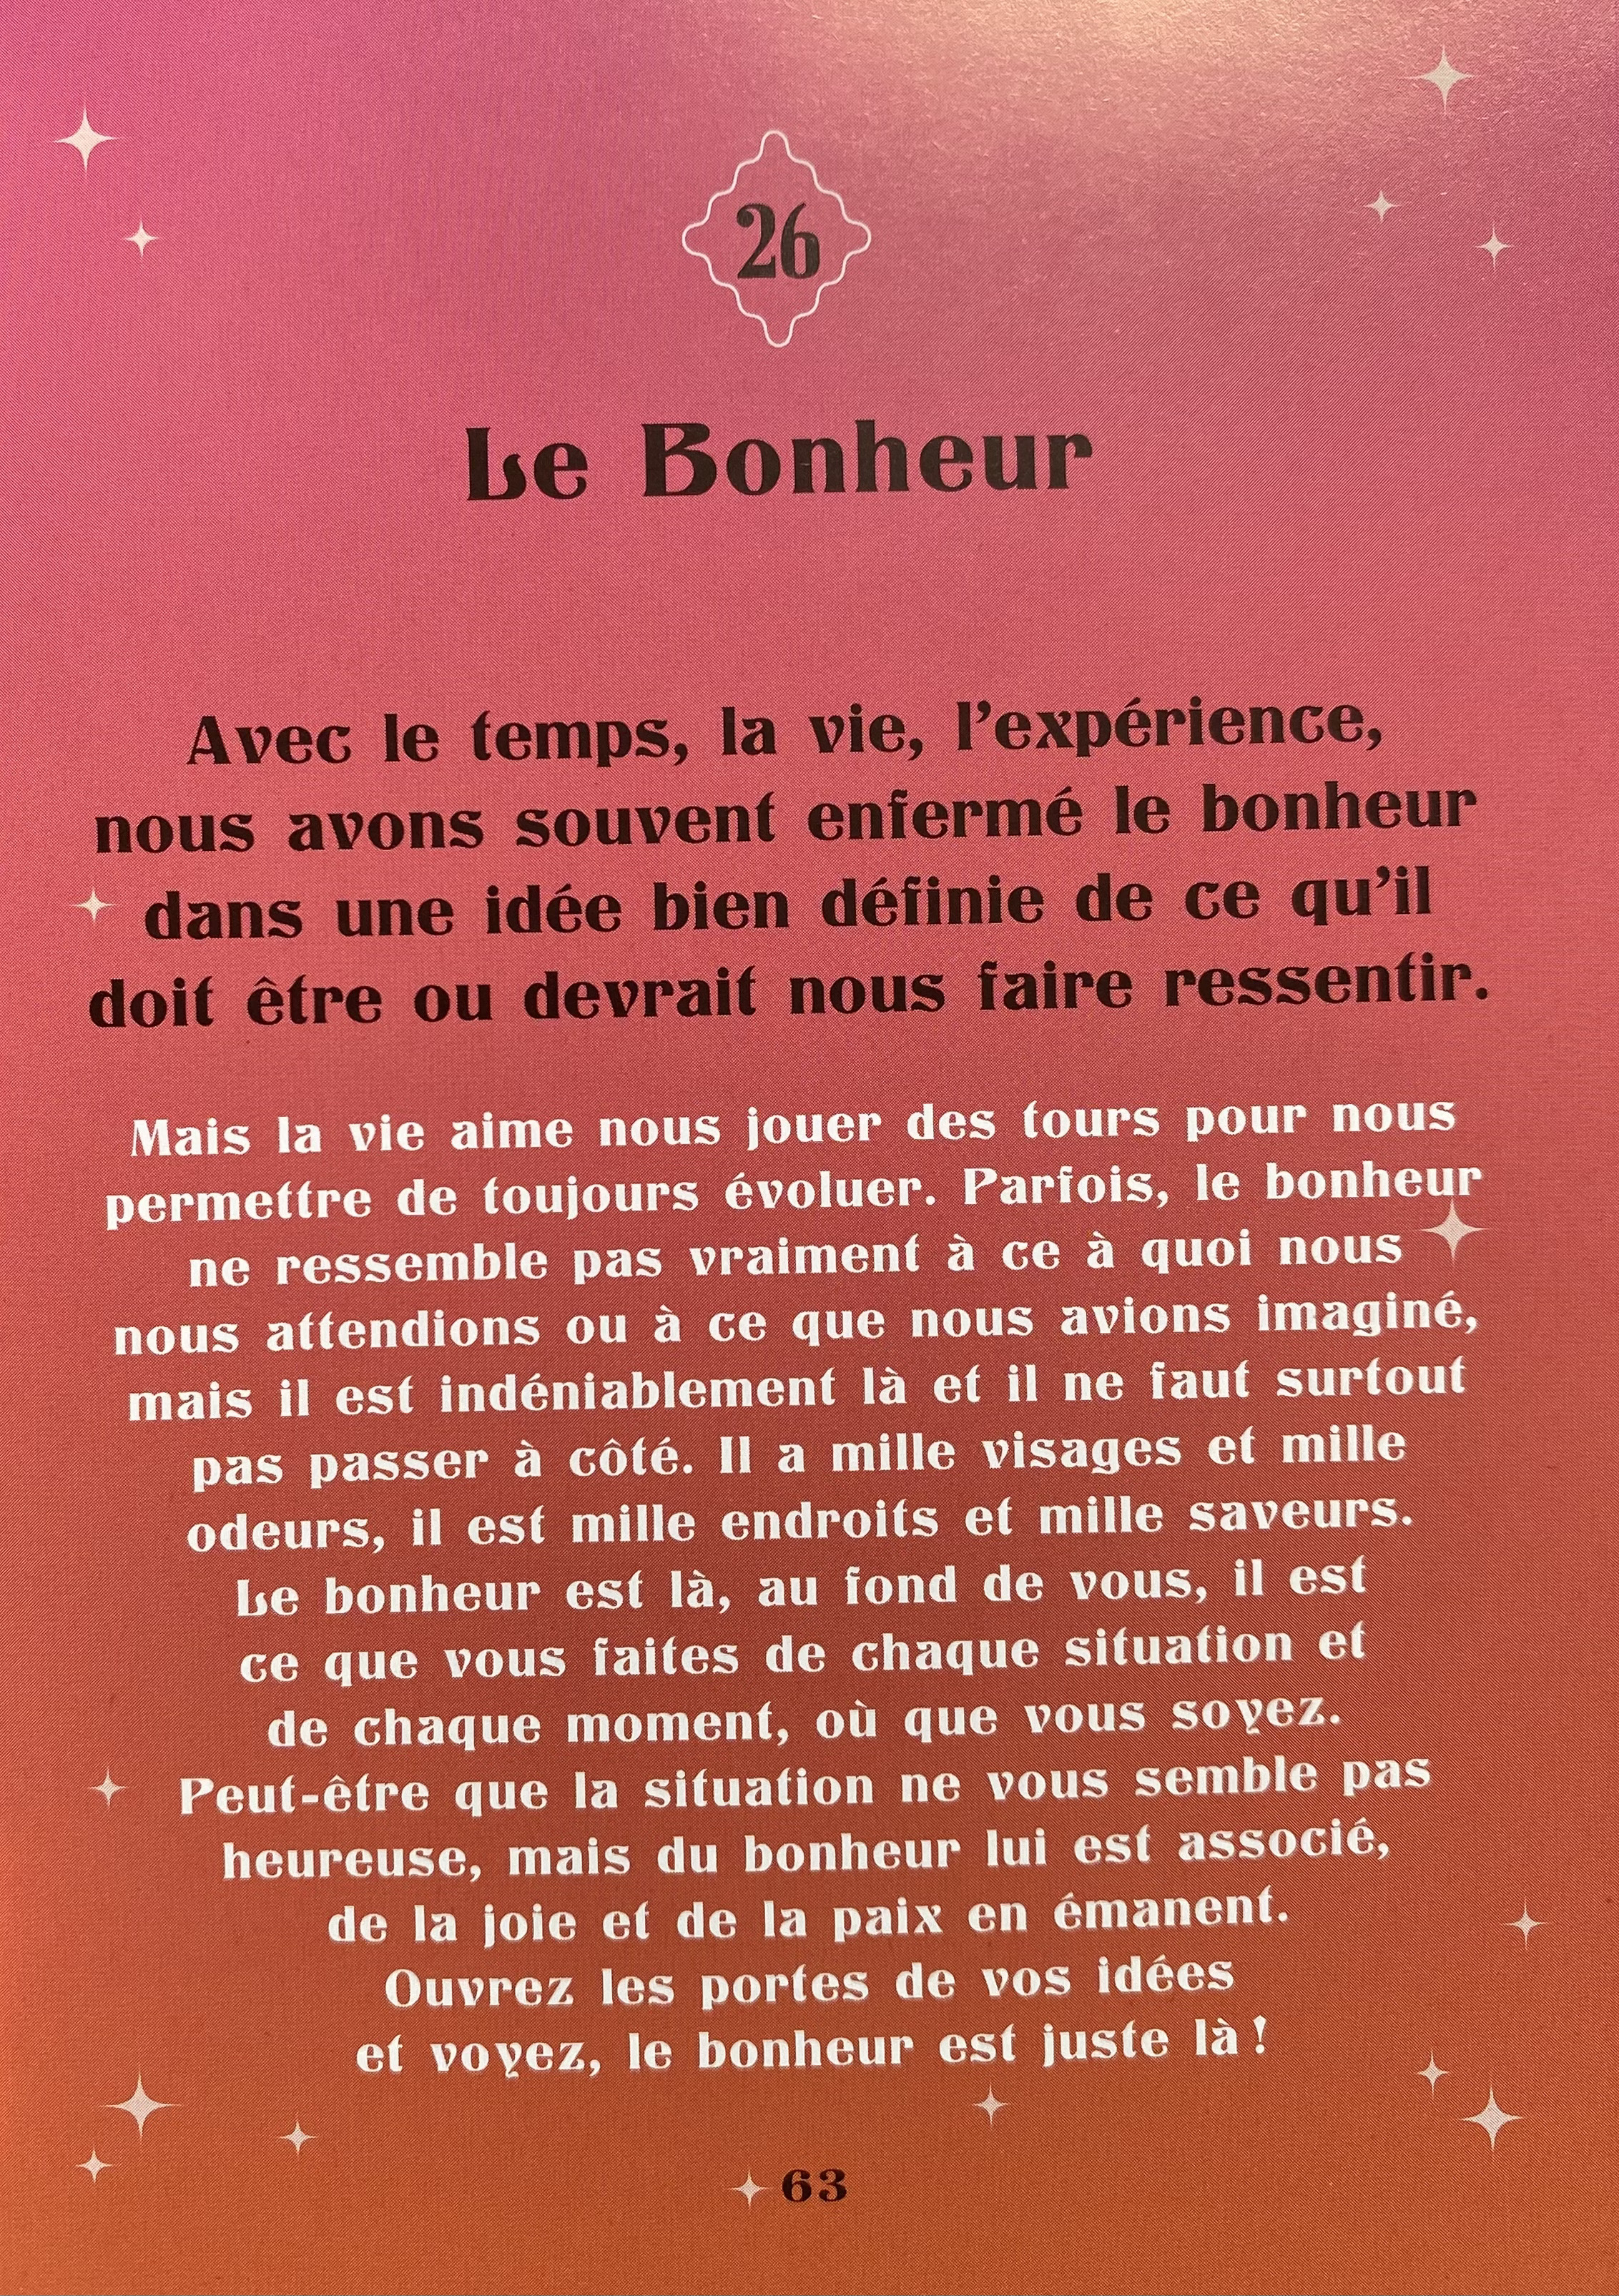 26
Le Bonheur
Avec le temps, la vie, l’expérience,
nous avons souvent enfermé le bonheur
dans une idée bien définie de ce qu’il
doit être ou devrait nous faire ressentir.
Mais la vie aime nous jouer des tours pour nous
permettre de toujours évoluer. Parfois, le bonheur
ne ressemble pas vraiment à ce à quoi nous
nous attendions ou à ce que nous avions imaginé,
mais il est indéniablement là et il ne faut surtout
pas passer à côté. Il a mille visages et mille
odeurs, il est mille endroits et mille saveurs.
Le bonheur est là, au fond de vous, il est
ce que vous faites de chaque situation et
de chaque moment, où que vous soyez.
Peut-être que la situation ne vous semble pas
heureuse, mais du bonheur lui est associé,
de la joie et de la paix en émanent.
Ouvrez les portes de vos idées
et voyez, le bonheur est juste là !
63